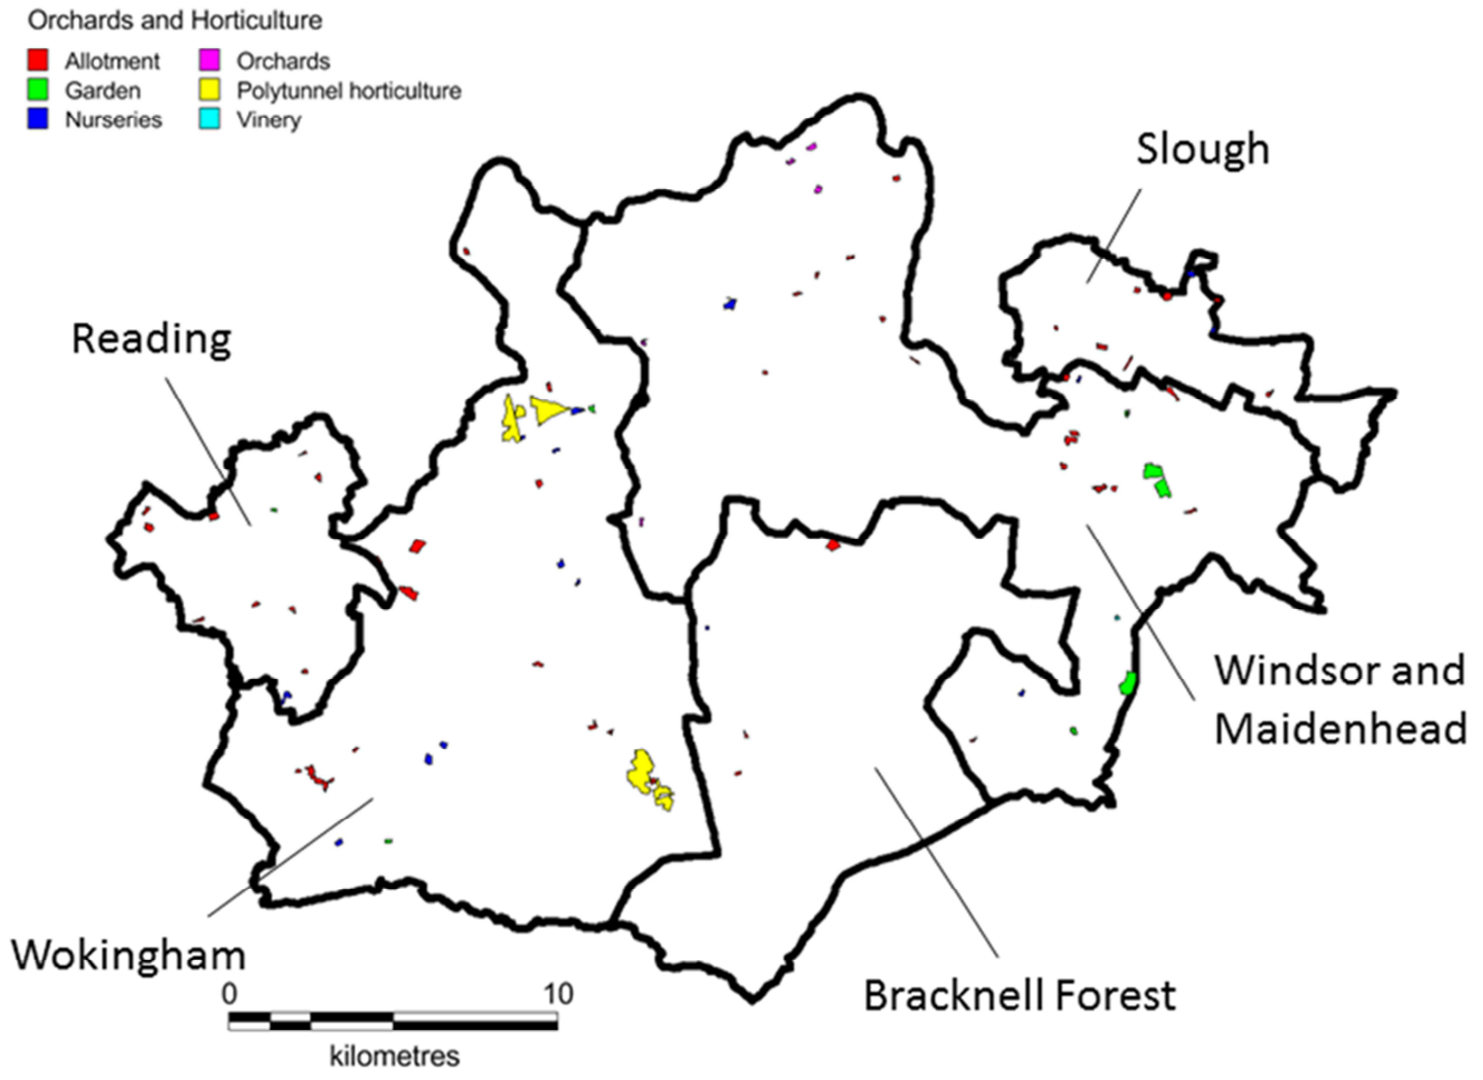 Orchards and Horticulture
Allotment
Orchards
Garden
Polytunnel horticulture
Nurseries
Vinery
Slough
Reading
Windsor and
Maidenhead
Wokingham
Bracknell Forest
0 10
kilometres